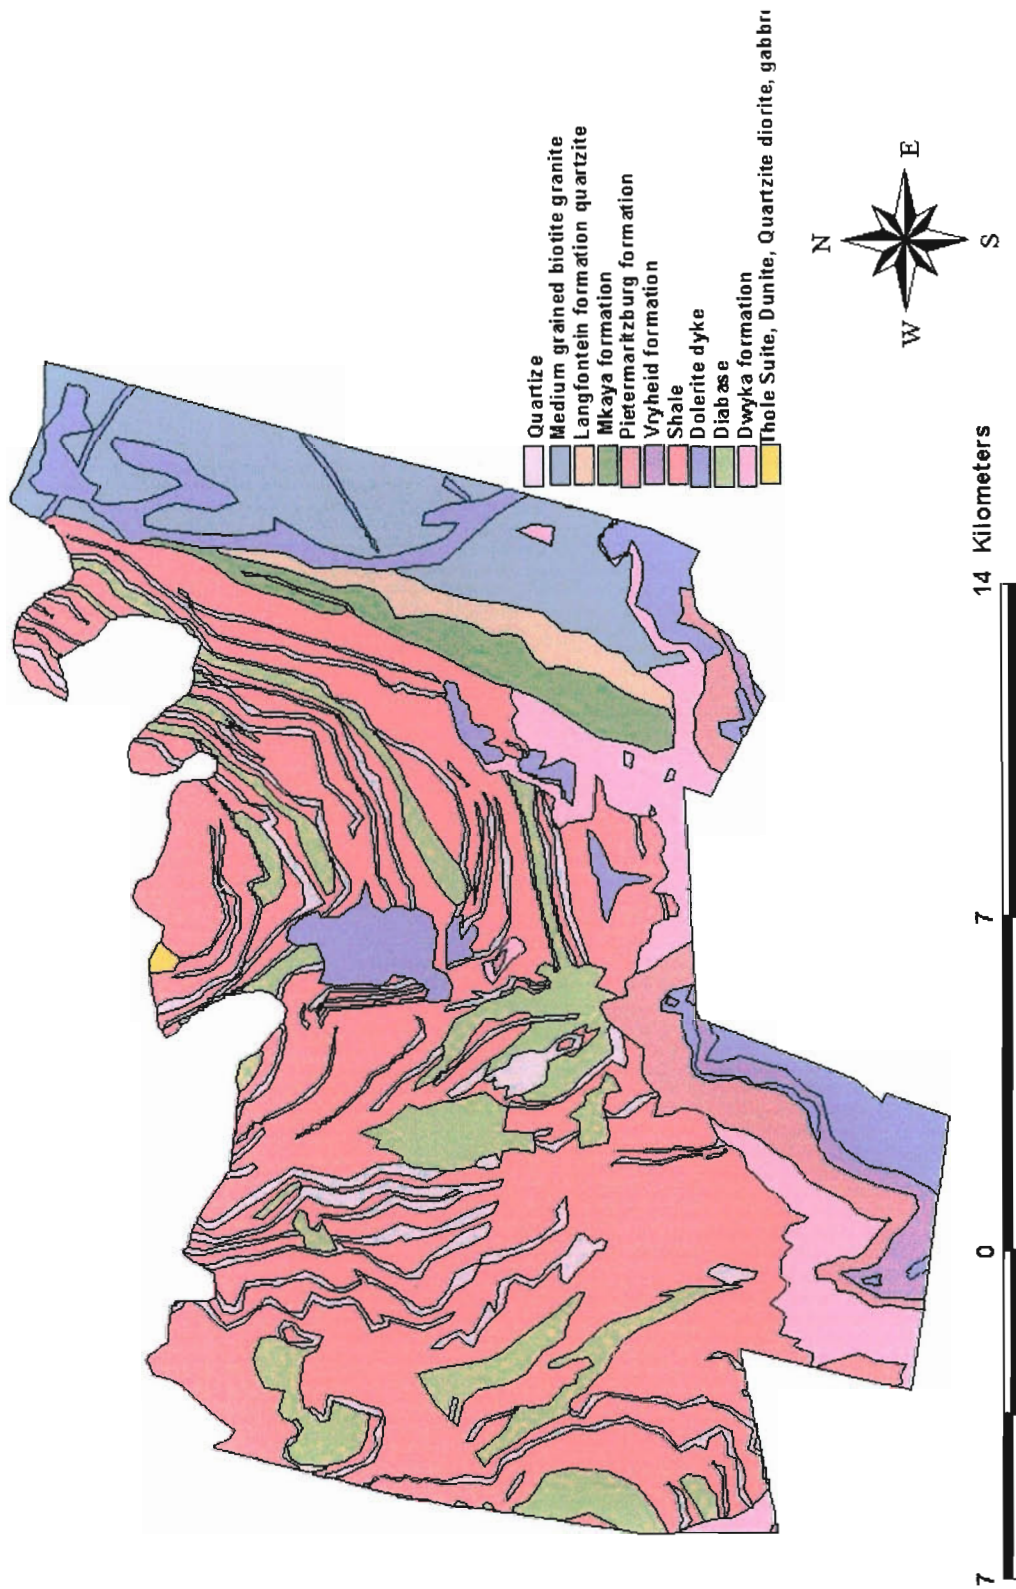 Quartize
Medium grained biotite granite
Langfontein formation quartzite
Mkaya formation
Pietermaritzburg formation
Vryheid formation
Shale
Dolerite dyke
Diabase
Dwyka formation
Thole Suite, Dunite, Quartzite diorite, gabbr
N
W
E
S
7
0
7
14 Kilometers